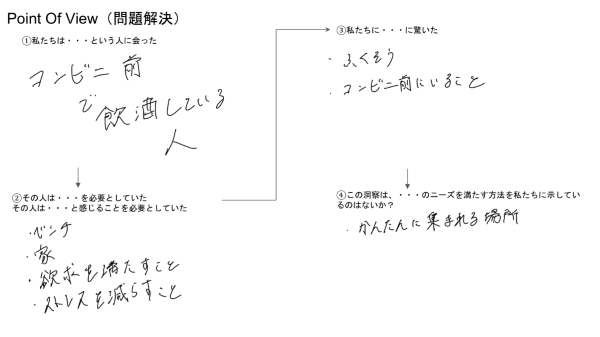 Point Of View（問題解決）
①私たちは・・・という人に会った
コンビニ前
で飲酒している
人
②その人は・・・を必要としていた
その人は・・・と感じることを必要としていた
・ベンチ
・家
・欲求を満たすこと
・ストレスを減らすこと
③私たちに・・・に驚いた
・ふくそう
・コンビニ前にいること
④この洞察は、・・・のニーズを満たす方法を私たちに示してい
るのはないか？
・かんたんに集まれる場所